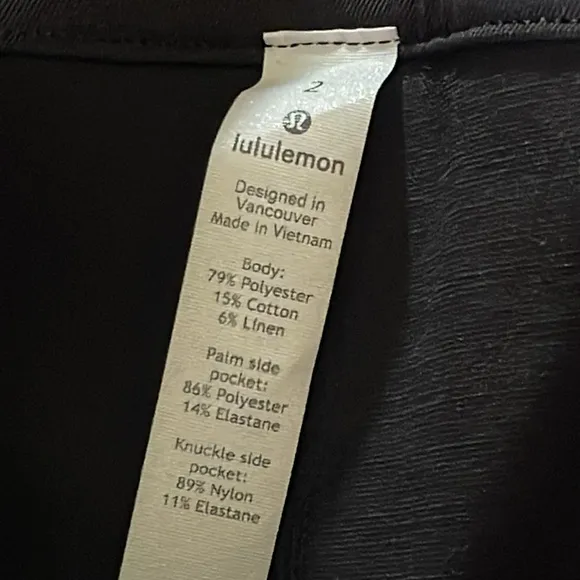 2
lululemon
Designed in
Vancouver
Made in Vietnam
Body:
79% Polyester
15% Cotton
6% Linen
Palm side
pocket:
86% Polyester
14% Elastane
Knuckle side
pocket:
89% Nylon
11% Elastane